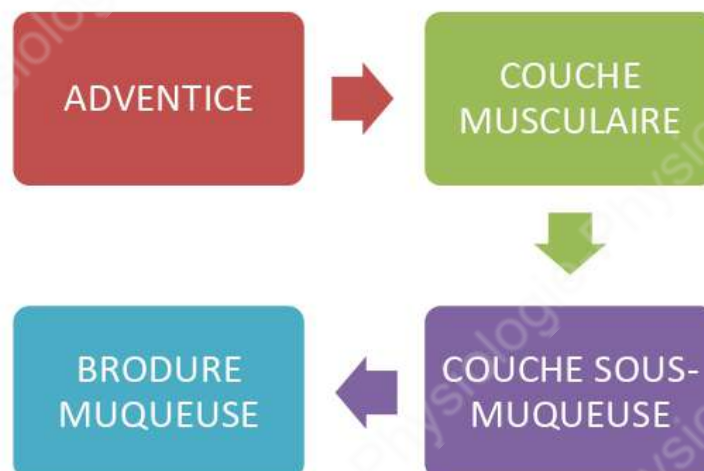 ADVENTICE
COUCHE
MUSCULAIRE
COUCHE SOUS-
MUQUEUSE
BRODURE
MUQUEUSE